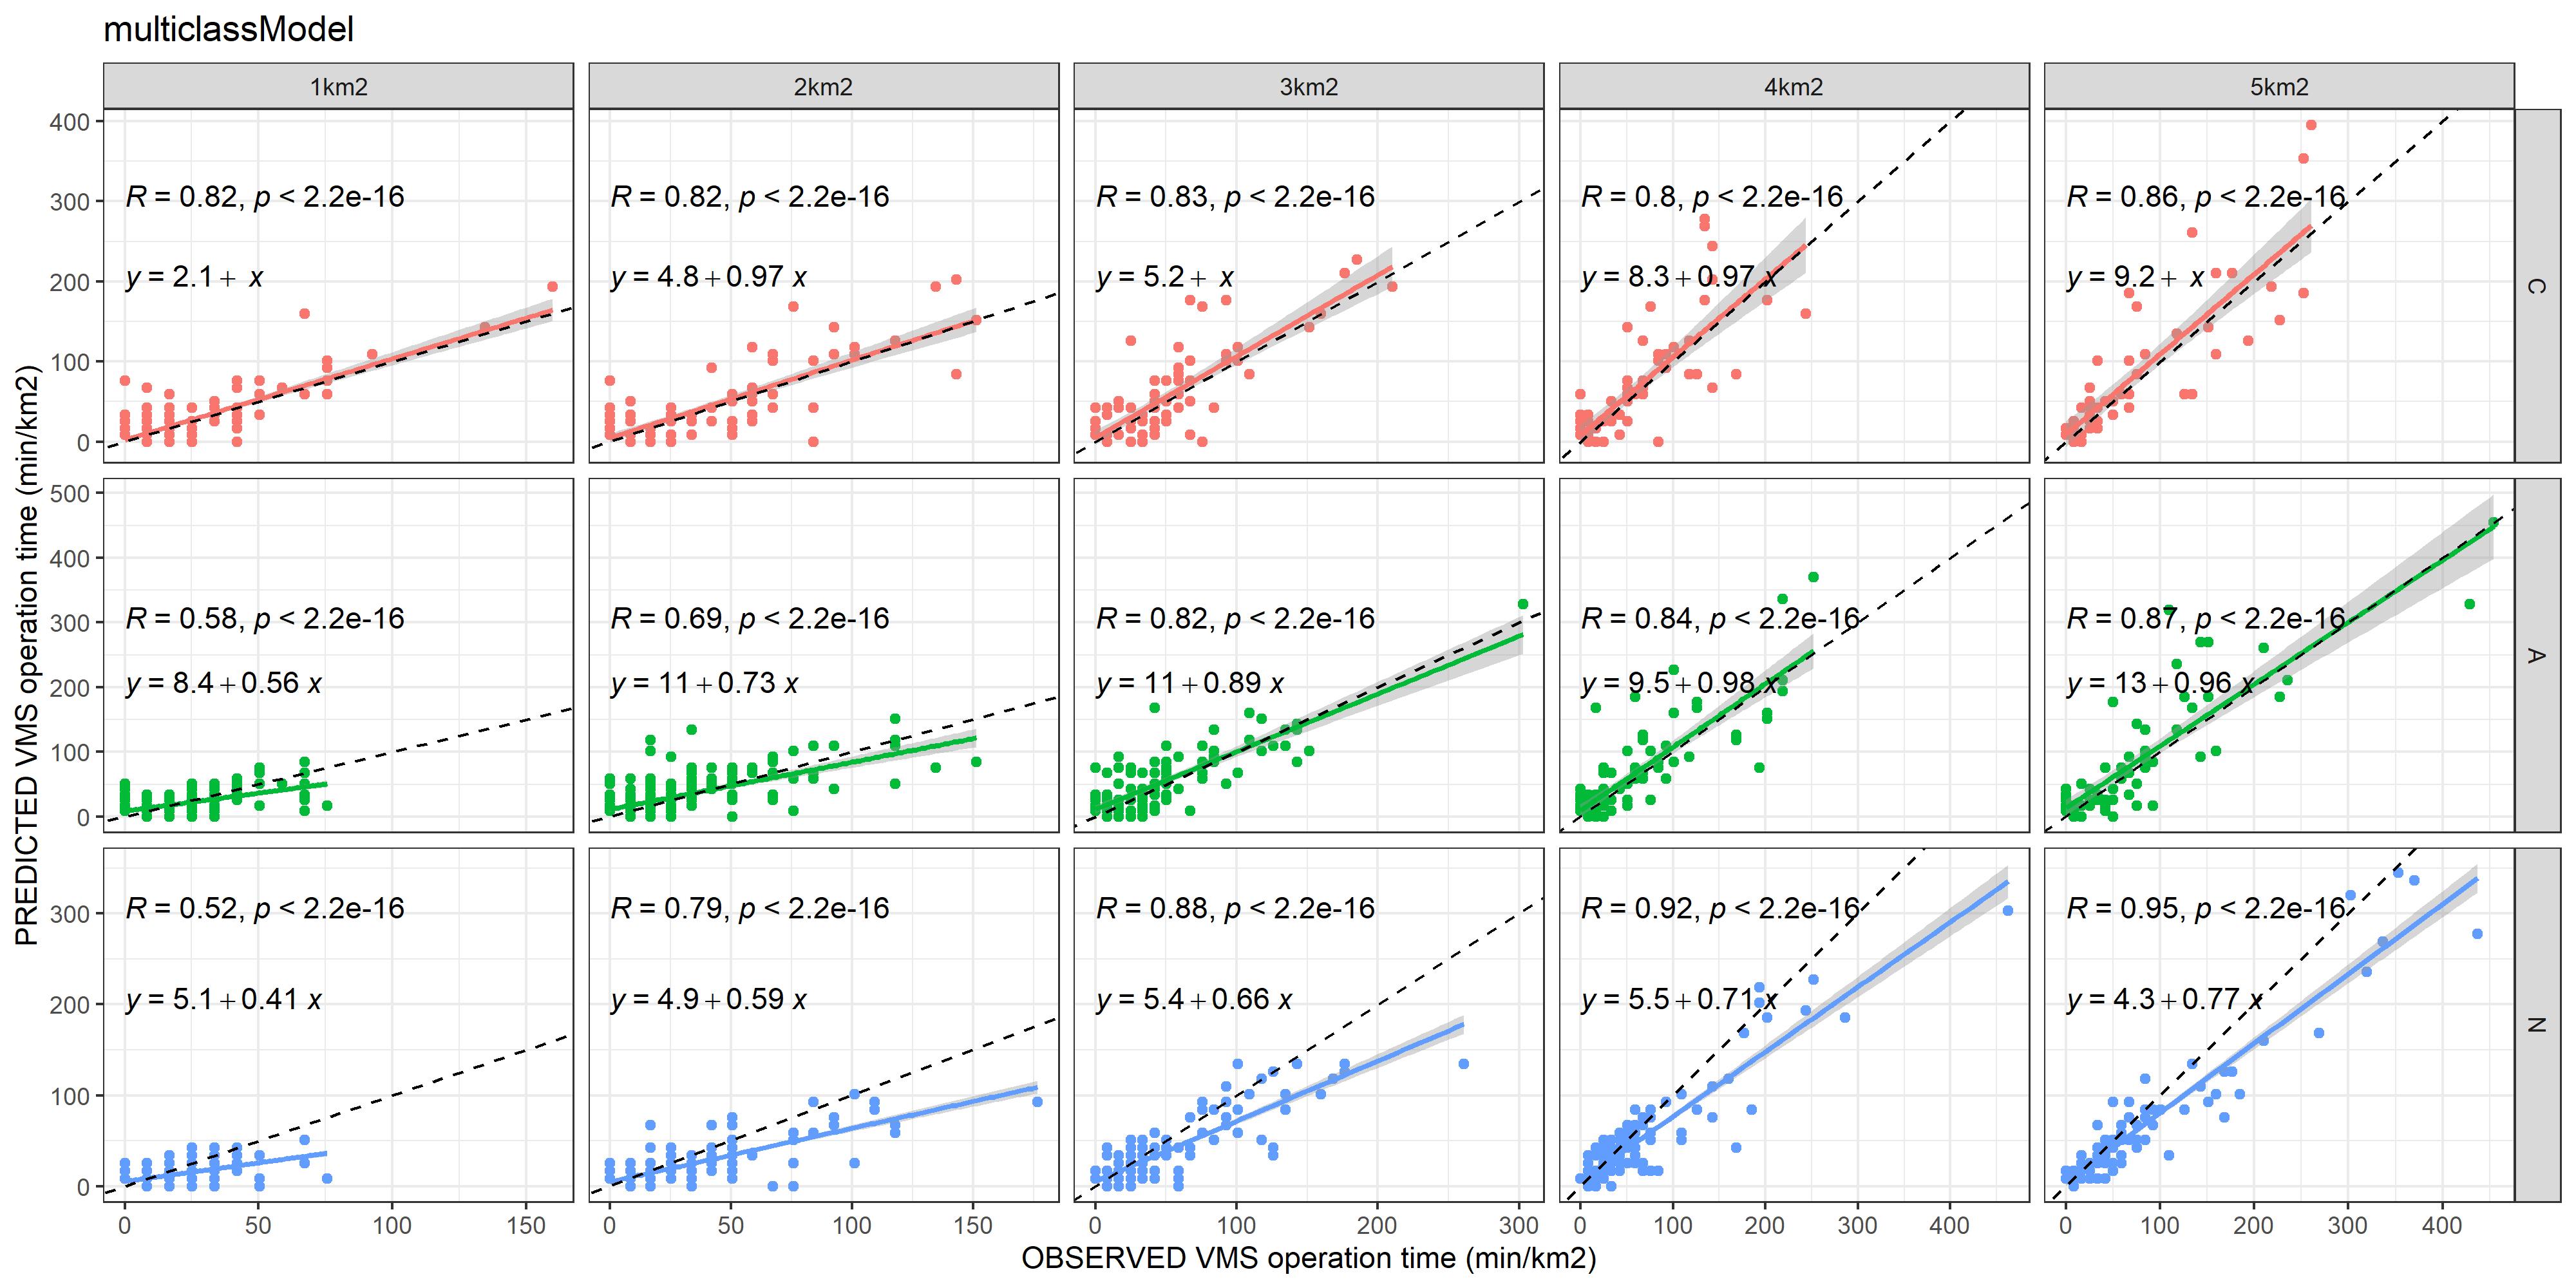 multiclassModel
1km2 2km2 3km2 4km2 5km2
PREDICTED VMS operation time (min/km2)
400
300
200
100
0
R = 0.82, p < 2.2e-16
y = 2.1 + x
R = 0.82, p < 2.2e-16
y = 4.8 + 0.97 x
R = 0.83, p < 2.2e-16
y = 5.2 + x
R = 0.8, p < 2.2e-16
y = 8.3 + 0.97 x
R = 0.86, p < 2.2e-16
y = 9.2 + x
C
500
400
300
200
100
0
R = 0.58, p < 2.2e-16
y = 8.4 + 0.56 x
R = 0.69, p < 2.2e-16
y = 11 + 0.73 x
R = 0.82, p < 2.2e-16
y = 11 + 0.89 x
R = 0.84, p < 2.2e-16
y = 9.5 + 0.98 x
R = 0.87, p < 2.2e-16
y = 13 + 0.96 x
A
300
200
100
0
R = 0.52, p < 2.2e-16
y = 5.1 + 0.41 x
R = 0.79, p < 2.2e-16
y = 4.9 + 0.59 x
R = 0.88, p < 2.2e-16
y = 5.4 + 0.66 x
R = 0.92, p < 2.2e-16
y = 5.5 + 0.71 x
R = 0.95, p < 2.2e-16
y = 4.3 + 0.77 x
N
0 50 100 150
0 50 100 150
0 100 200 300
0 100 200 300 400
0 100 200 300 400
OBSERVED VMS operation time (min/km2)